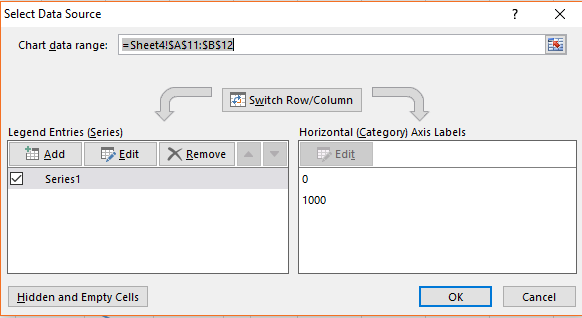 Select Data Source
? ×
Chart data range: =Sheet4!$A$11:$B$12
Switch Row/Column
Legend Entries (Series)
Add Edit Remove
Series1
Horizontal (Category) Axis Labels
Edit
0
1000
Hidden and Empty Cells
OK Cancel